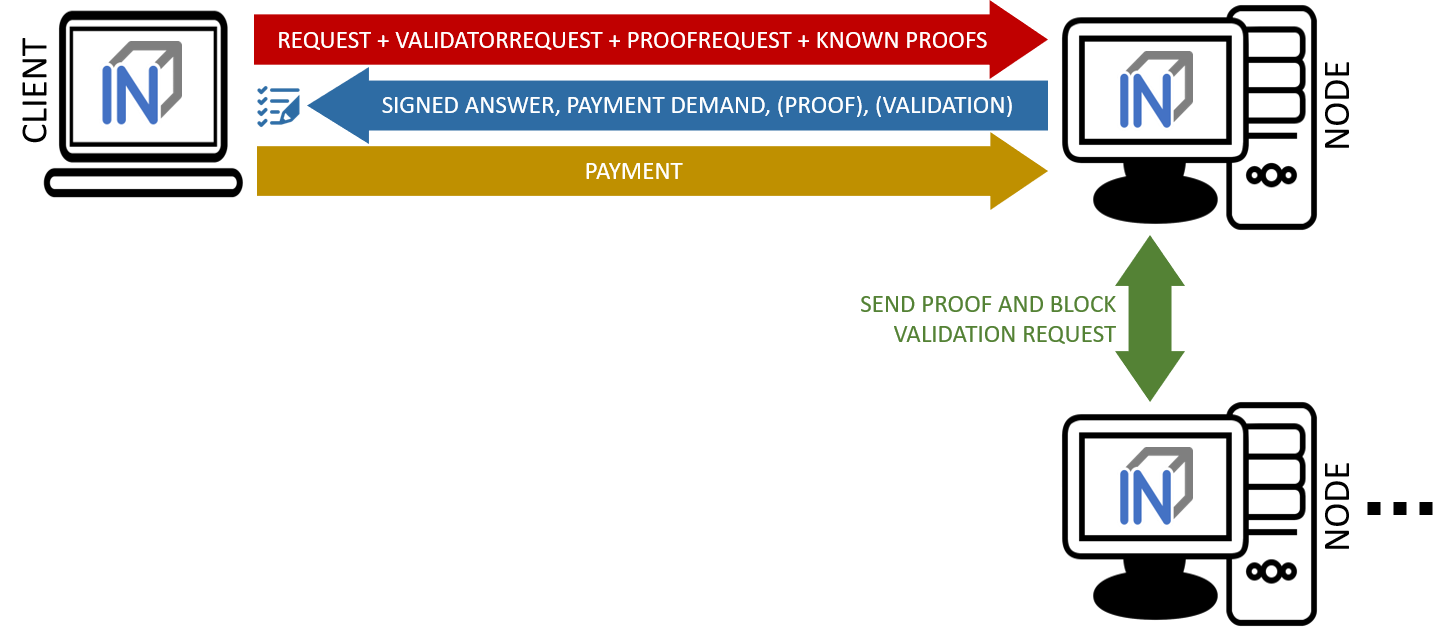 CLIENT
IN
REQUEST + VALIDATORREQUEST + PROOFREQUEST + KNOWN PROOFS
SIGNED ANSWER, PAYMENT DEMAND, (PROOF), (VALIDATION)
PAYMENT
IN
NODE
SEND PROOF AND BLOCK
VALIDATION REQUEST
IN
NODE
...